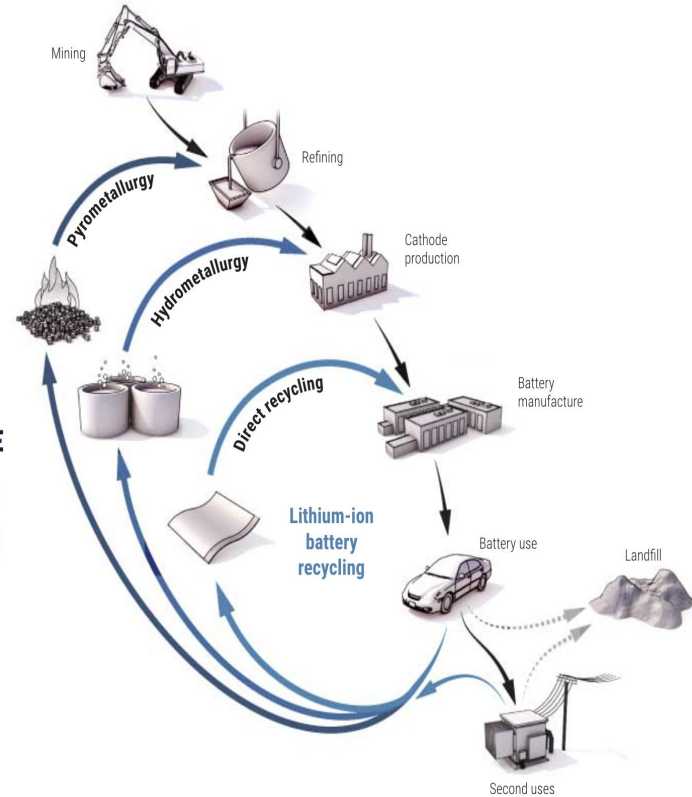 Mining
Refining
Pyrometallurgy
Cathode
production
Hydrometallurgy
Battery
manufacture
Direct recycling
Lithium-ion
battery
recycling
Battery use
Landfill
Second uses